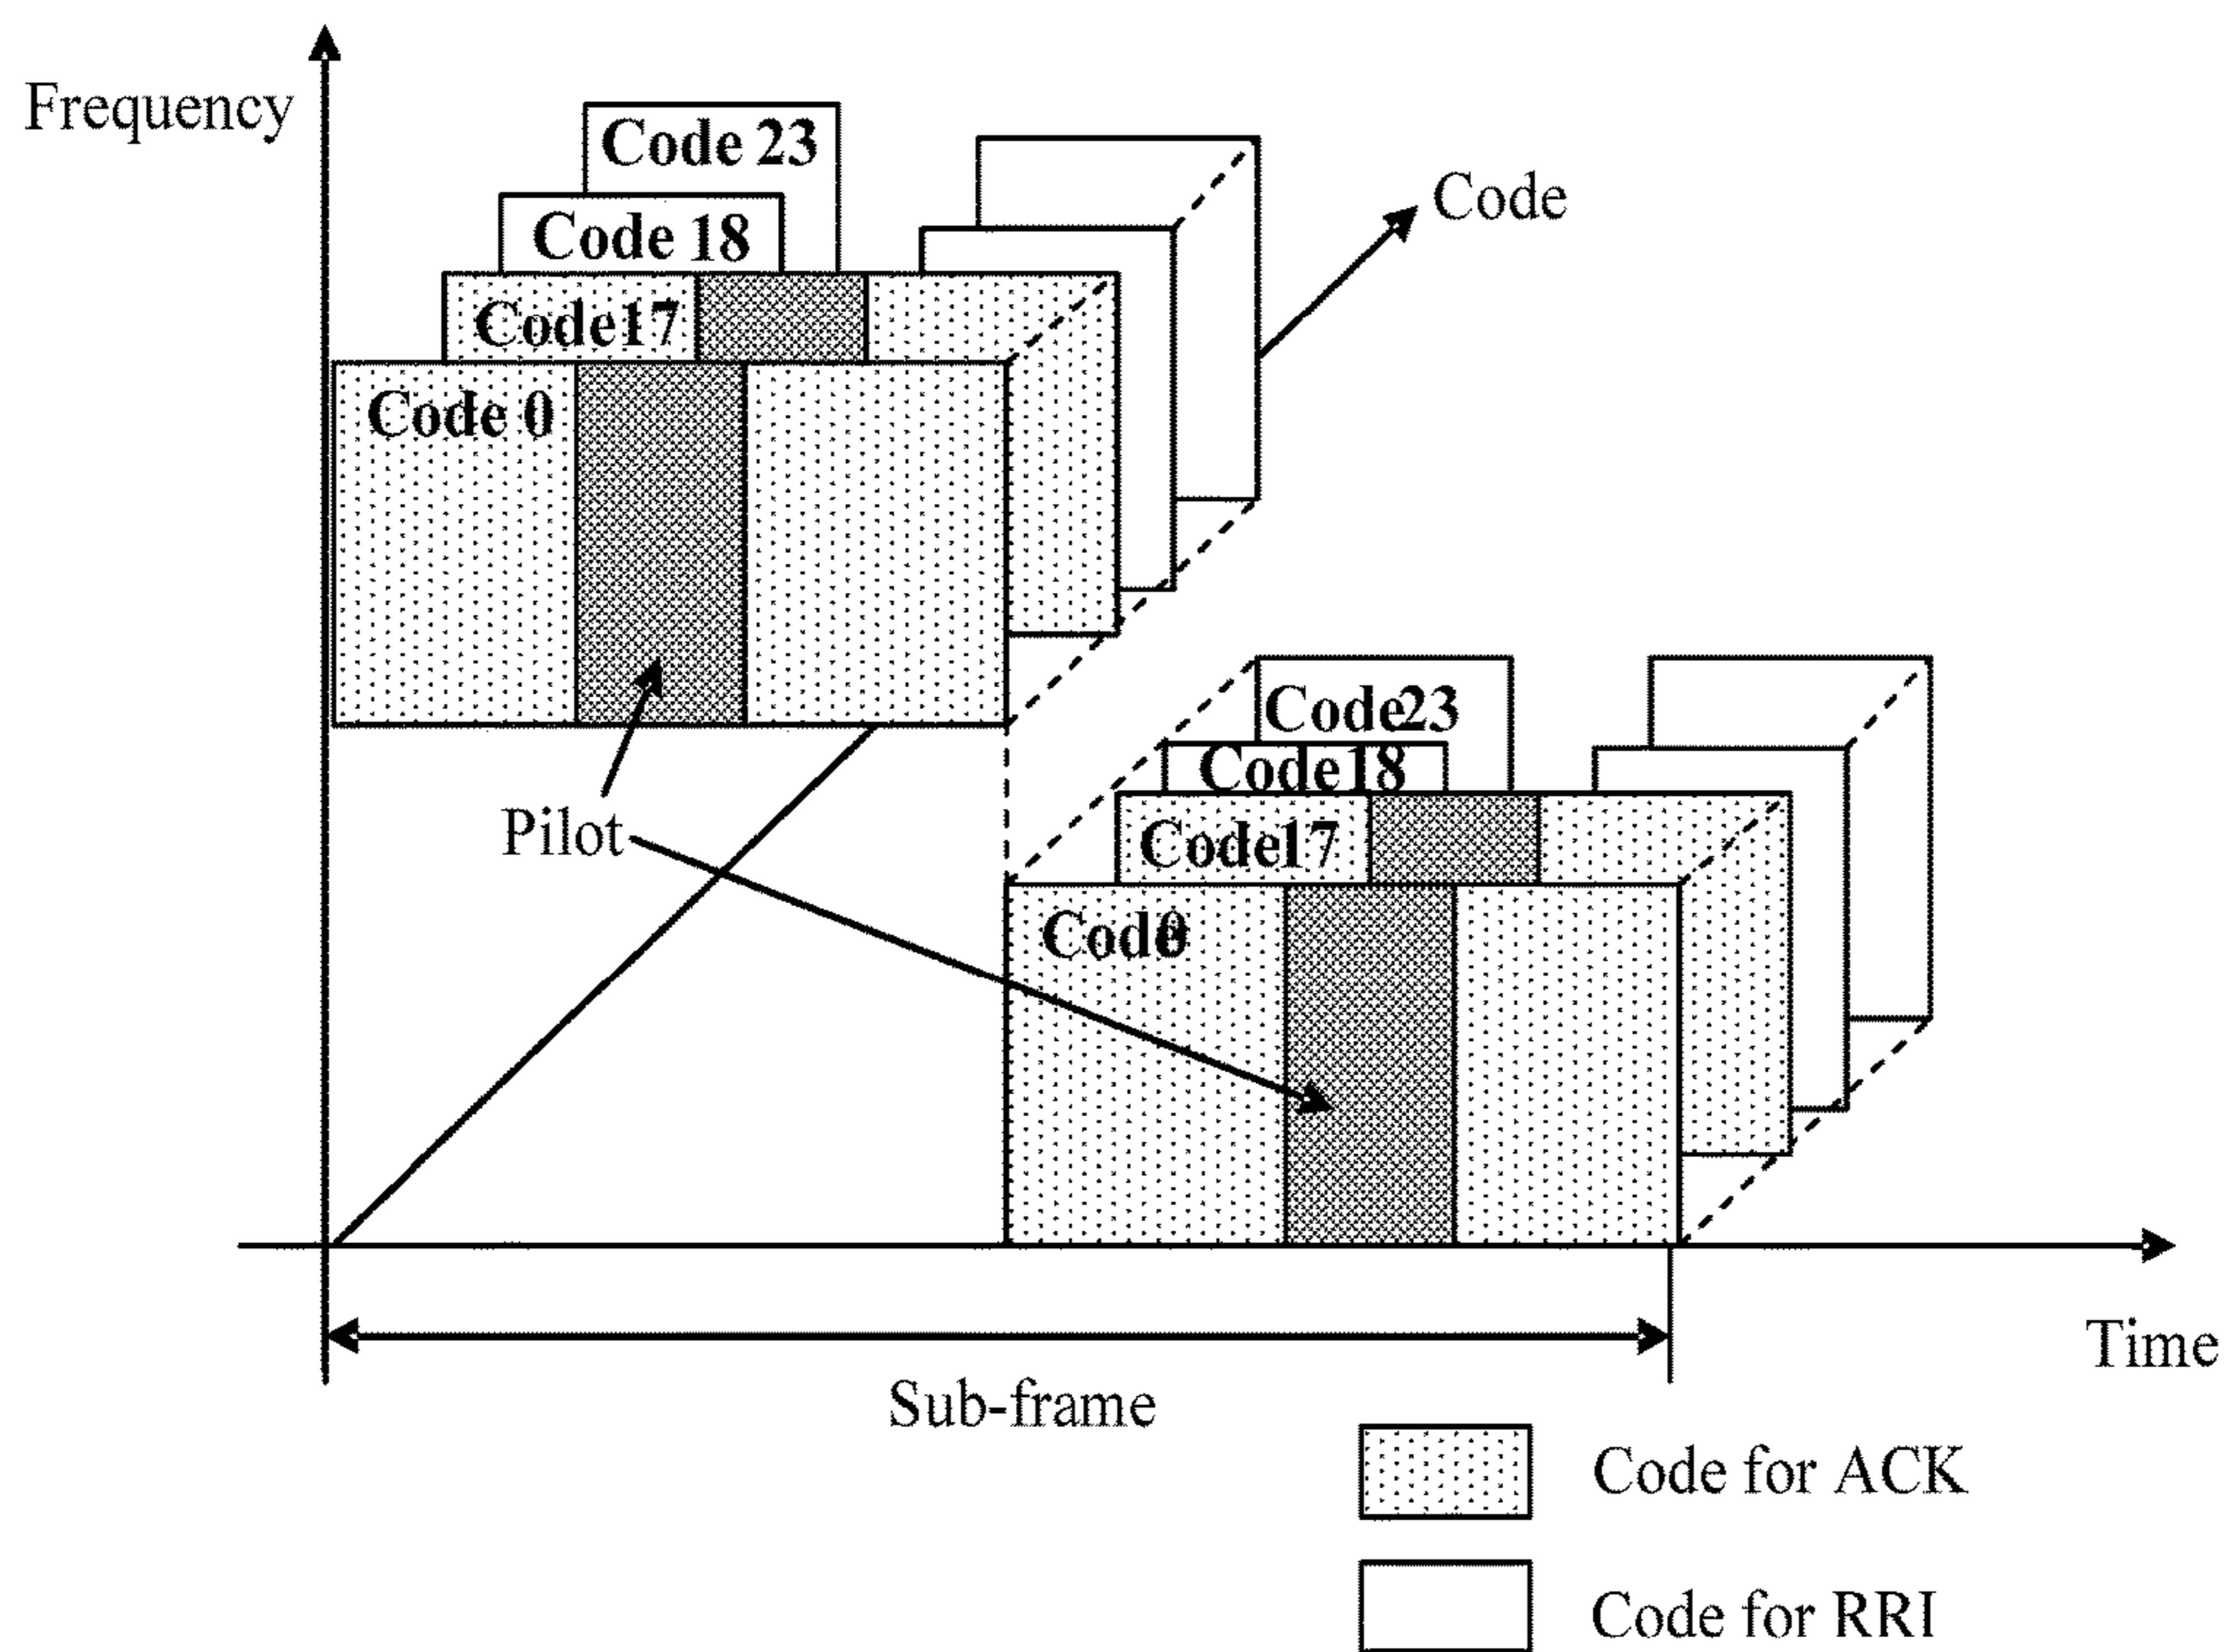 Frequency
Code 23
Code 18
Code
Code17
Code 0
Code23
Code18
Pilot
Code17
Code0
Time
Sub-frame
Code for ACK
Code for RRI